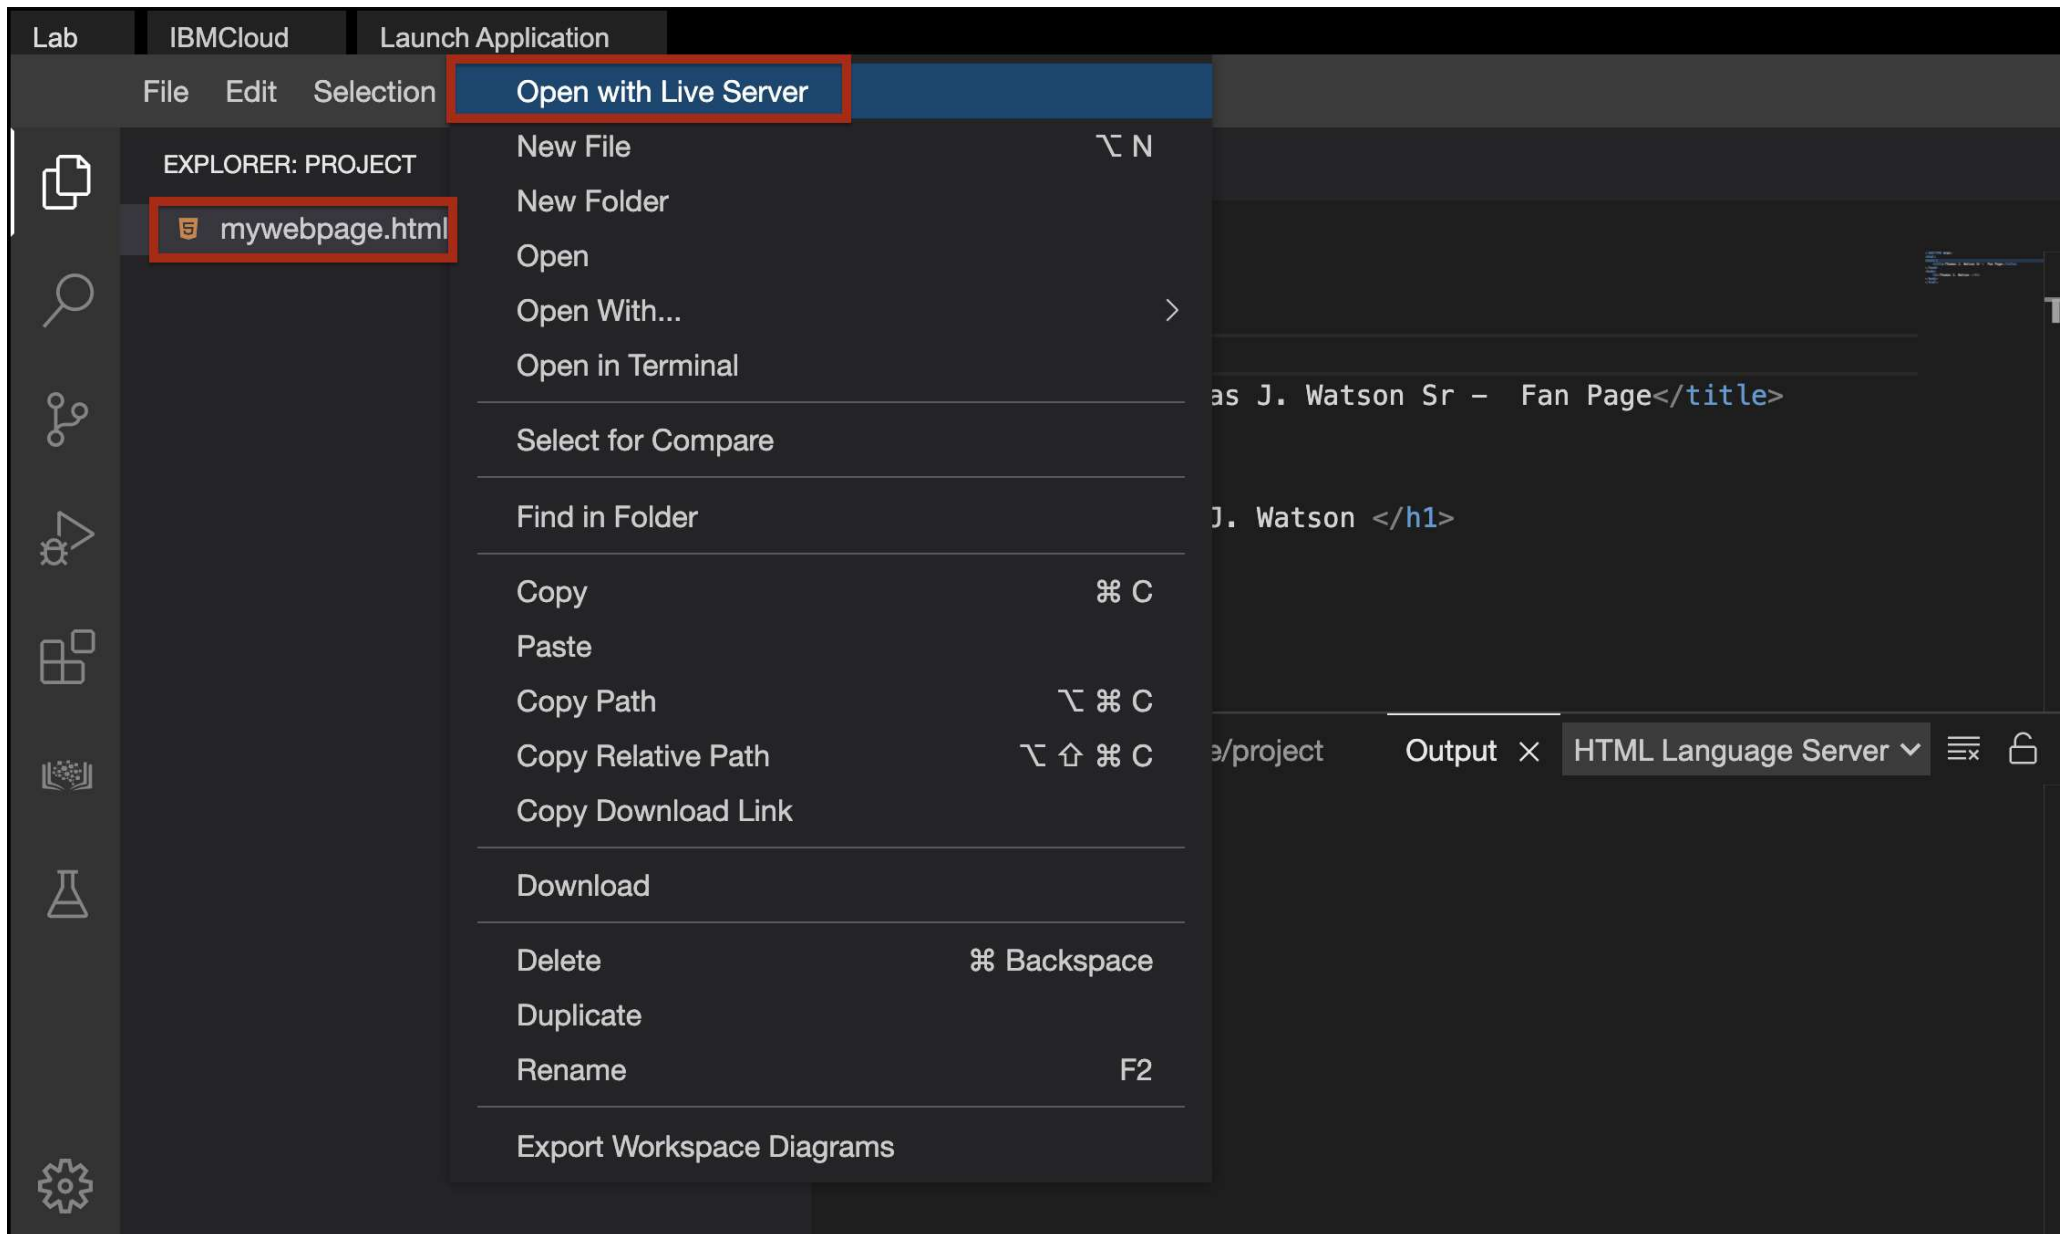 Lab IBMCloud Launch Application
File Edit Selection
Open with Live Server
New File ⌥ N
EXPLORER: PROJECT
New Folder
mywebpage.html
Open
Open With...
Open in Terminal
as J. Watson Sr -  Fan Page</title>
Select for Compare
Find in Folder
J. Watson </h1>
Copy ⌘ C
Paste
Copy Path ⌥ ⌘ C
Copy Relative Path ⌥ ⇧ ⌘ C
e/project Output HTML Language Server
Copy Download Link
Download
Delete ⌘ Backspace
Duplicate
Rename F2
Export Workspace Diagrams